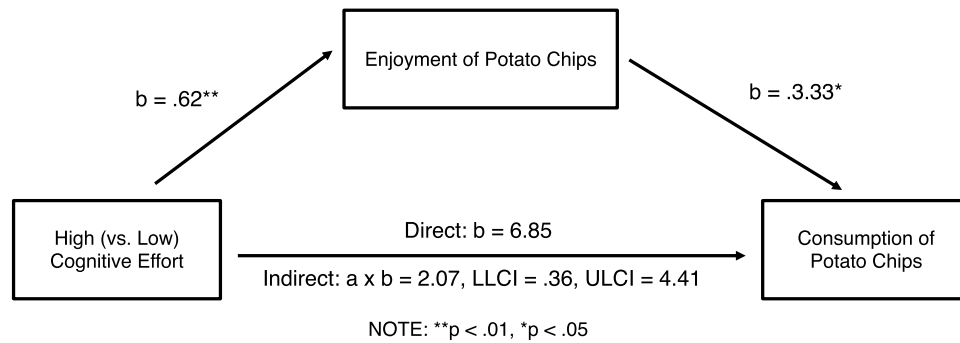 Enjoyment of Potato Chips
b = .62**
b = .3.33*
High (vs. Low)
Cognitive Effort
Direct: b = 6.85
Indirect: a x b = 2.07, LLCI = .36, ULCI = 4.41
Consumption of
Potato Chips
NOTE: **p < .01, *p < .05